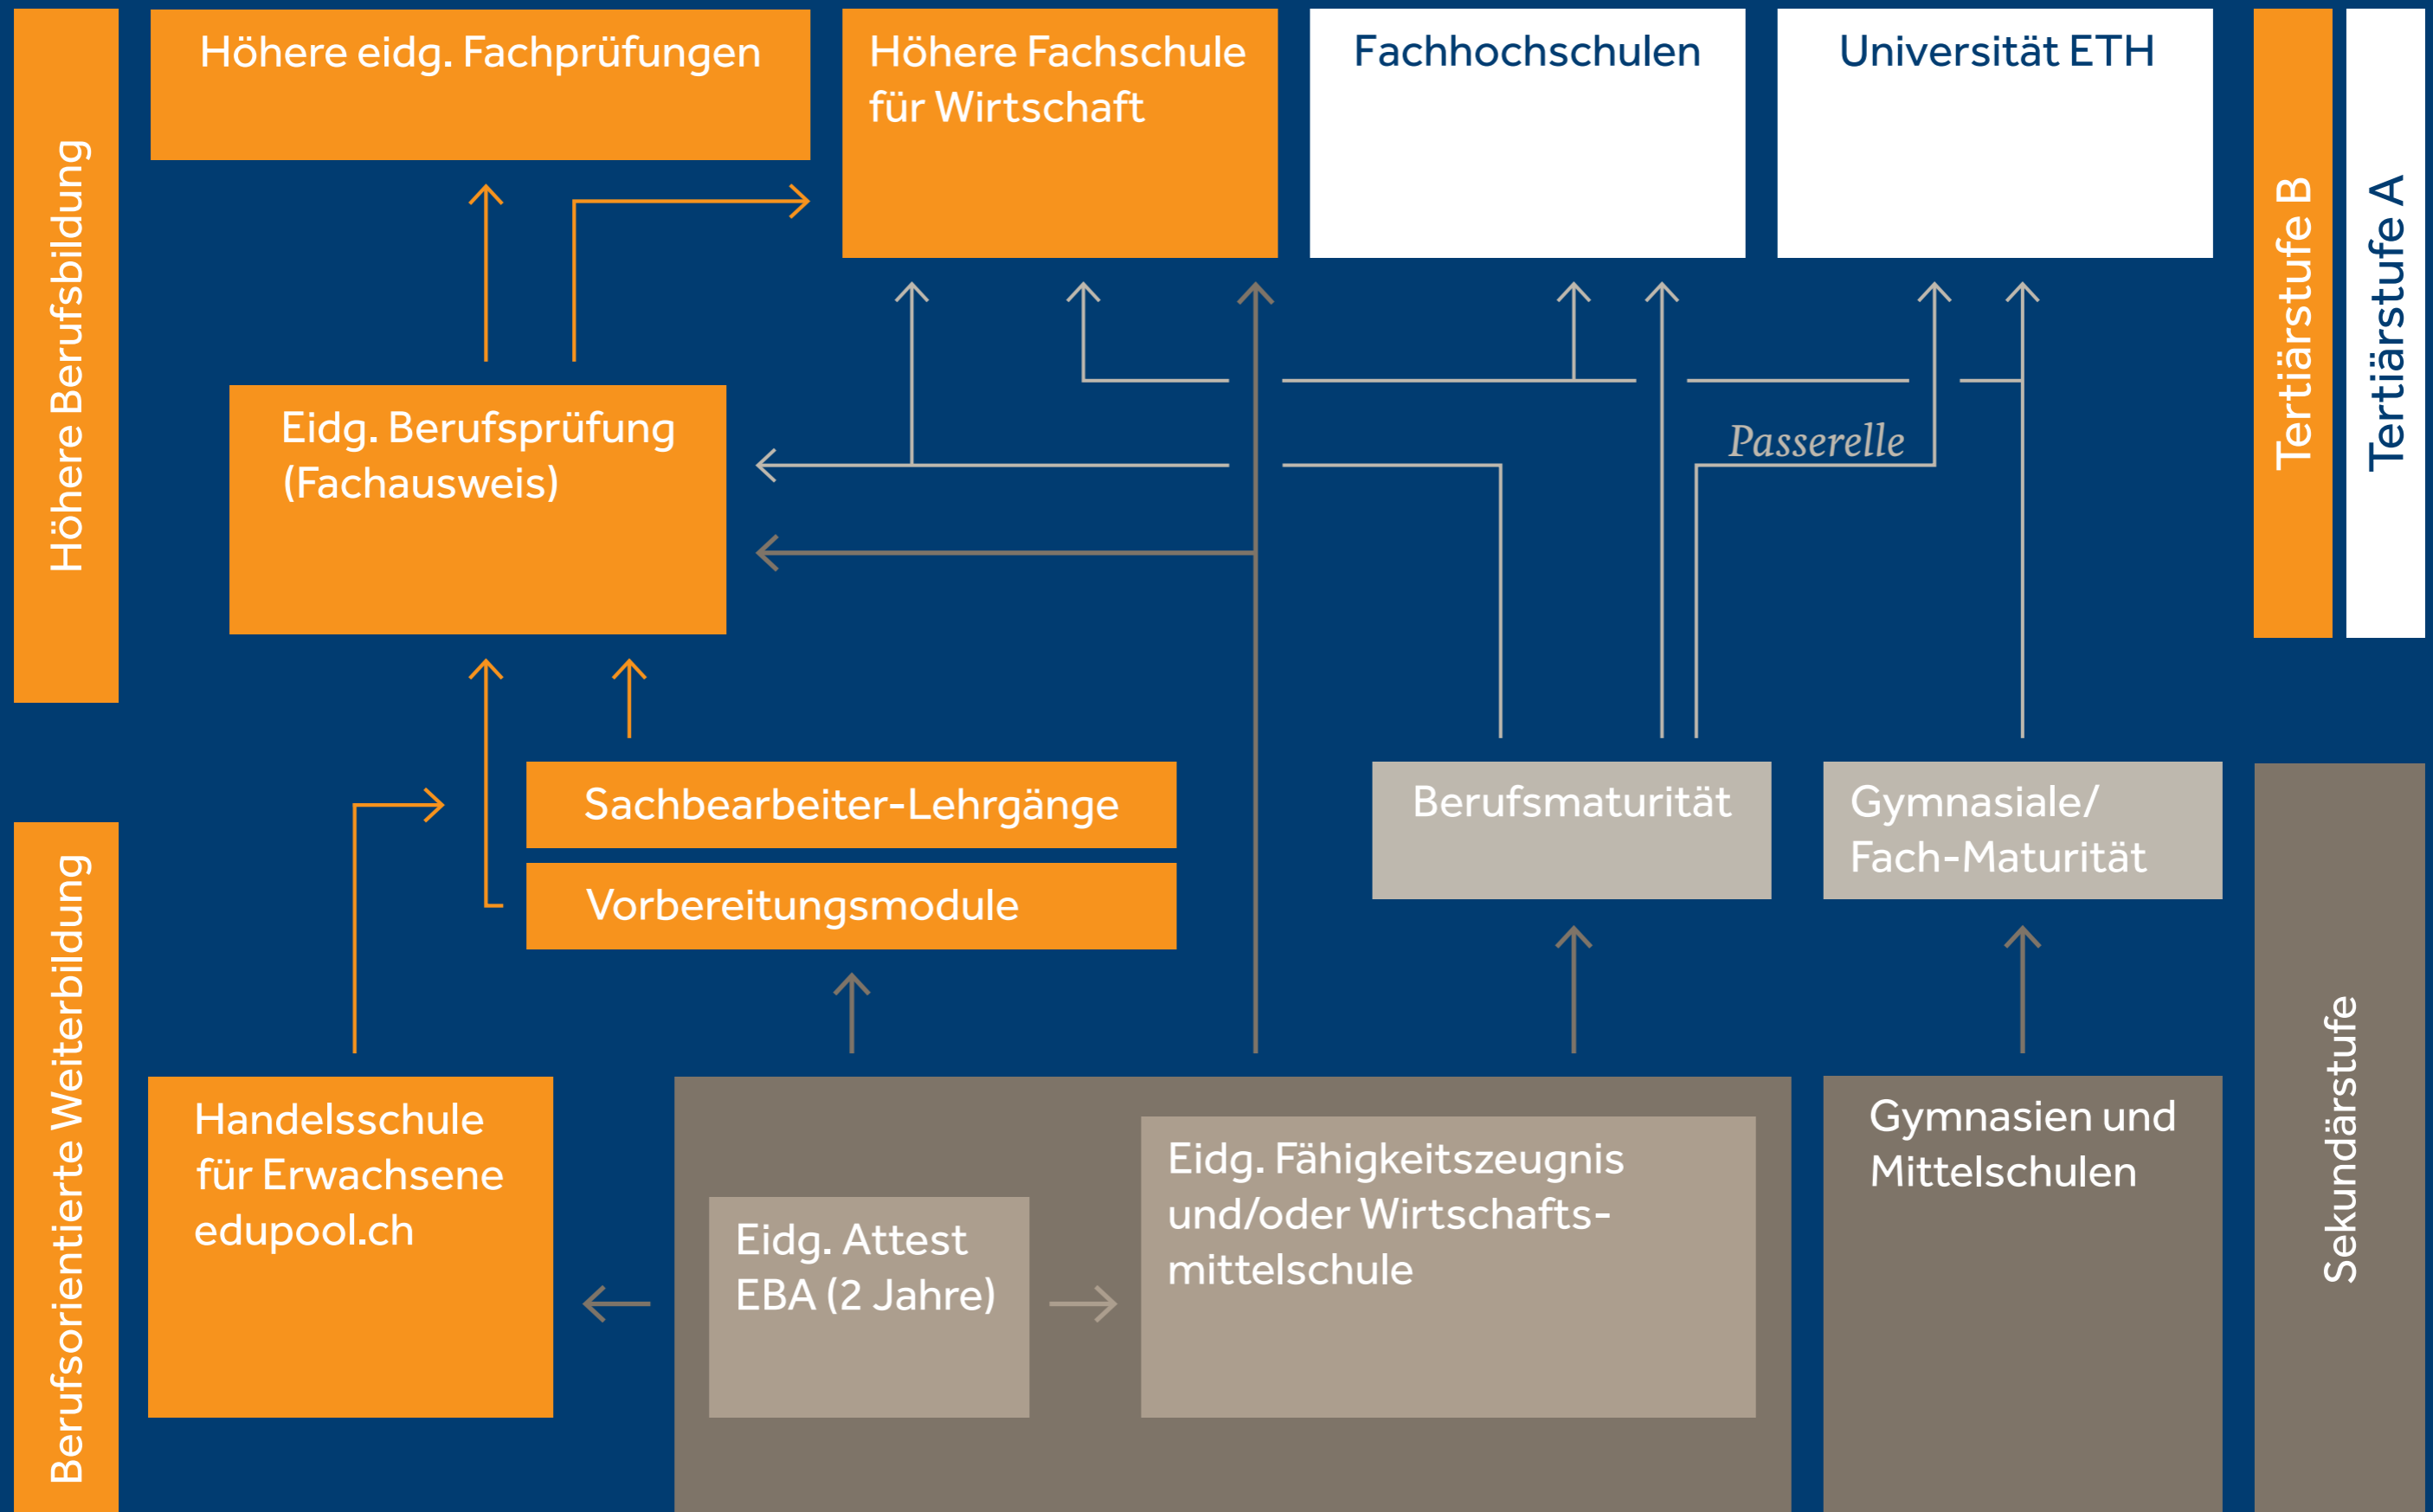 Höhere Berufsbildung
Höhere eidg. Fachprüfungen
Höhere Fachschule
für Wirtschaft
Fachhochschulen
Universität ETH
Tertiärstufe B
Tertiärstufe A
Eidg. Berufsprüfung
(Fachausweis)
Passerelle
Berufsorientierte Weiterbildung
Sachbearbeiter-Lehrgänge
Vorbereitungsmodule
Berufsmaturität
Gymnasiale/
Fach-Maturität
Sekundärstufe
Handelsschule
für Erwachsene
edupool.ch
Eidg. Attest
EBA (2 Jahre)
Eidg. Fähigkeitszeugnis
und/oder Wirtschafts-
mittelschule
Gymnasien und
Mittelschulen